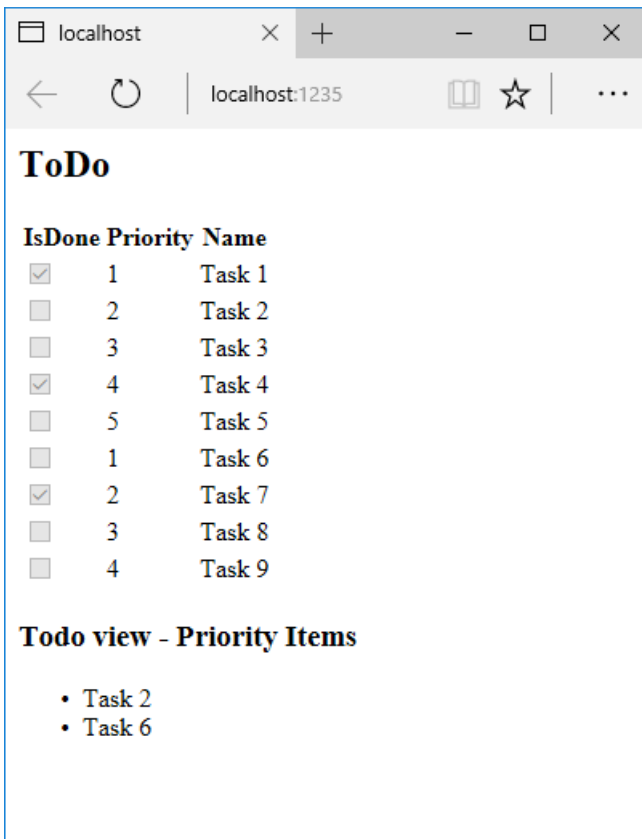 localhost
localhost:1235
ToDo
IsDone Priority Name
1 Task 1
2 Task 2
3 Task 3
4 Task 4
5 Task 5
1 Task 6
2 Task 7
3 Task 8
4 Task 9
Todo view - Priority Items
• Task 2
• Task 6